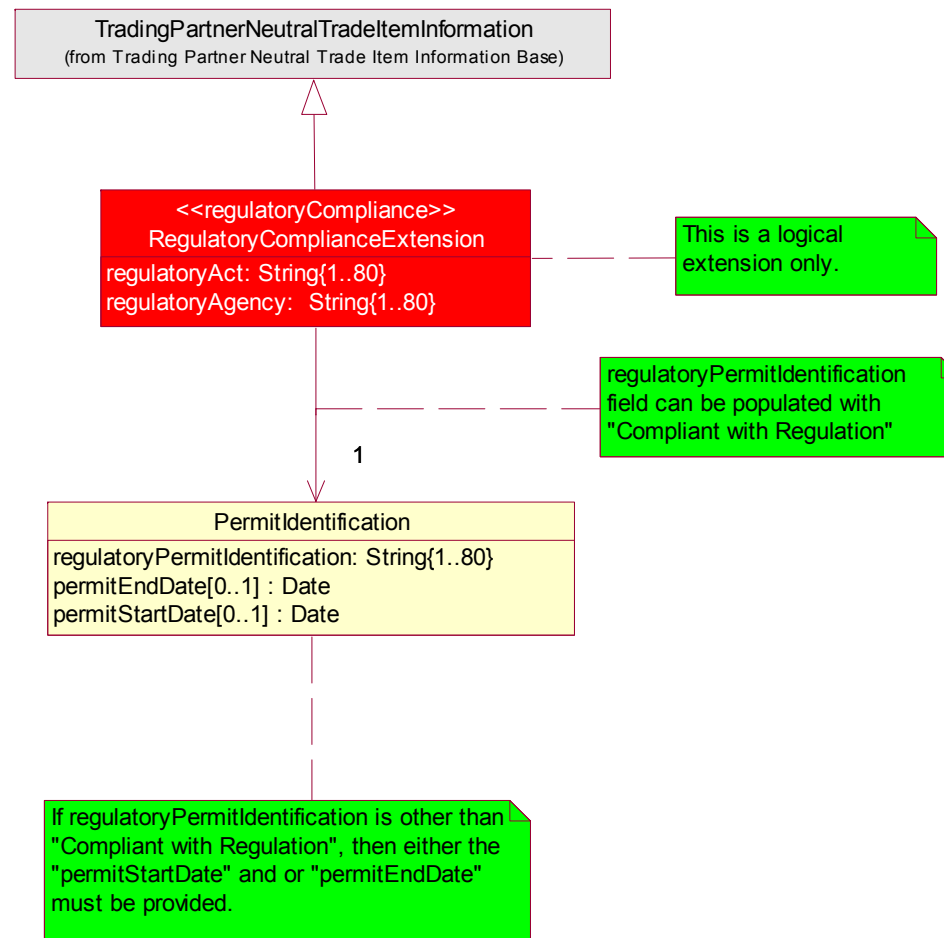 TradingPartnerNeutralTradeItemInformation
(from Trading Partner Neutral Trade Item Information Base)
<<regulatoryCompliance>>
RegulatoryComplianceExtension
regulatoryAct: String{1..80}
regulatoryAgency: String{1..80}
This is a logical
extension only.
regulatoryPermitIdentification
field can be populated with
"Compliant with Regulation"
1
PermitIdentification
regulatoryPermitIdentification: String{1..80}
permitEndDate[0..1] : Date
permitStartDate[0..1] : Date
If regulatoryPermitIdentification is other than
"Compliant with Regulation", then either the
"permitStartDate" and or "permitEndDate"
must be provided.